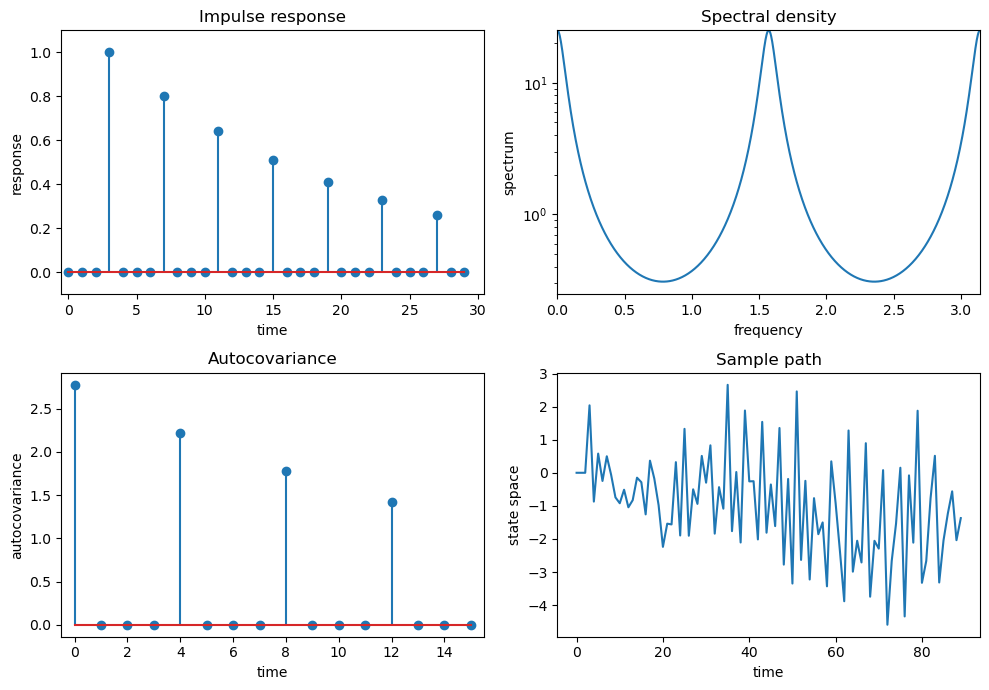 Impulse response
1.0
0.8
0.6
0.4
0.2
0.0
response
0 5 10 15 20 25 30
time
Spectral density
10¹
10⁰
spectrum
0.0 0.5 1.0 1.5 2.0 2.5 3.0
frequency
Autocovariance
2.5
2.0
1.5
1.0
0.5
0.0
autocovariance
0 2 4 6 8 10 12 14
time
Sample path
3
2
1
0
−1
−2
−3
−4
state space
0 20 40 60 80
time